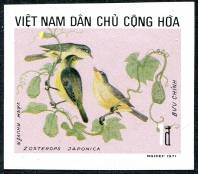 VIỆT NAM DÂN CHỦ CỘNG HÒA
BƯU CHÍNH
1đ
ZOSTEROPS JAPONICA